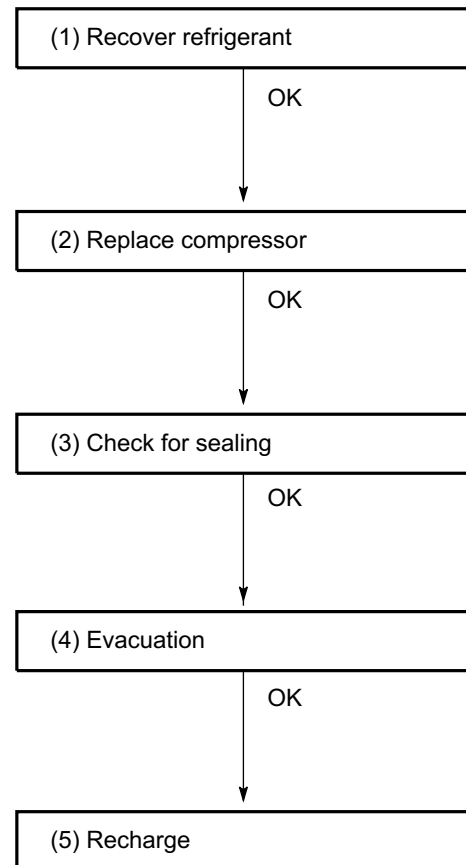 (1) Recover refrigerant
OK
(2) Replace compressor
OK
(3) Check for sealing
OK
(4) Evacuation
OK
(5) Recharge